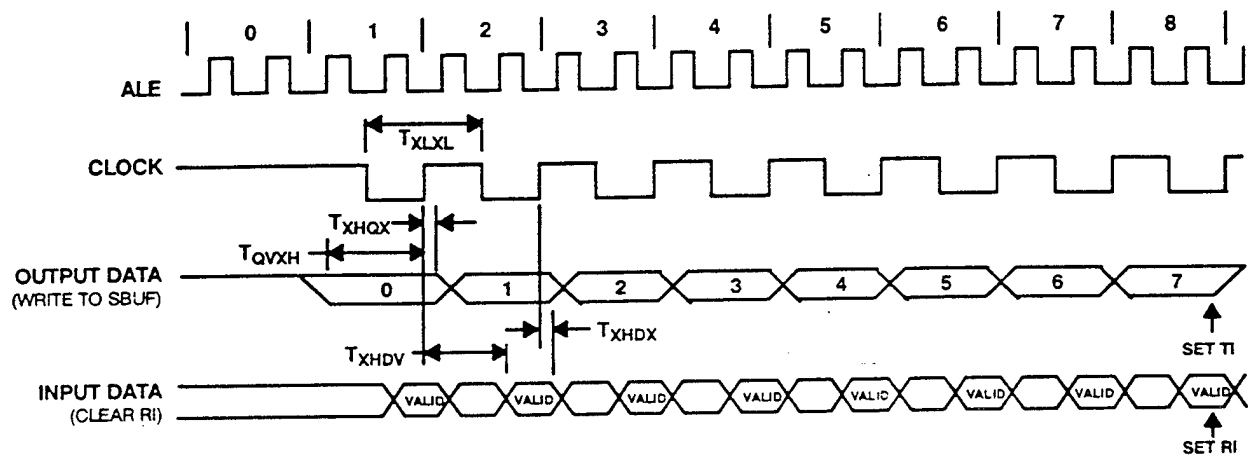 0 1 2 3 4 5 6 7 8
ALE
TXLXL
CLOCK
TXHQX
TQVXH
OUTPUT DATA
(WRITE TO SBUF)
0 1 2 3 4 5 6 7
TXHDX
SET TI
TXHDV
INPUT DATA
(CLEAR RI)
VALID VALID VALID VALID VALID VALID VALID VALID
SET RI